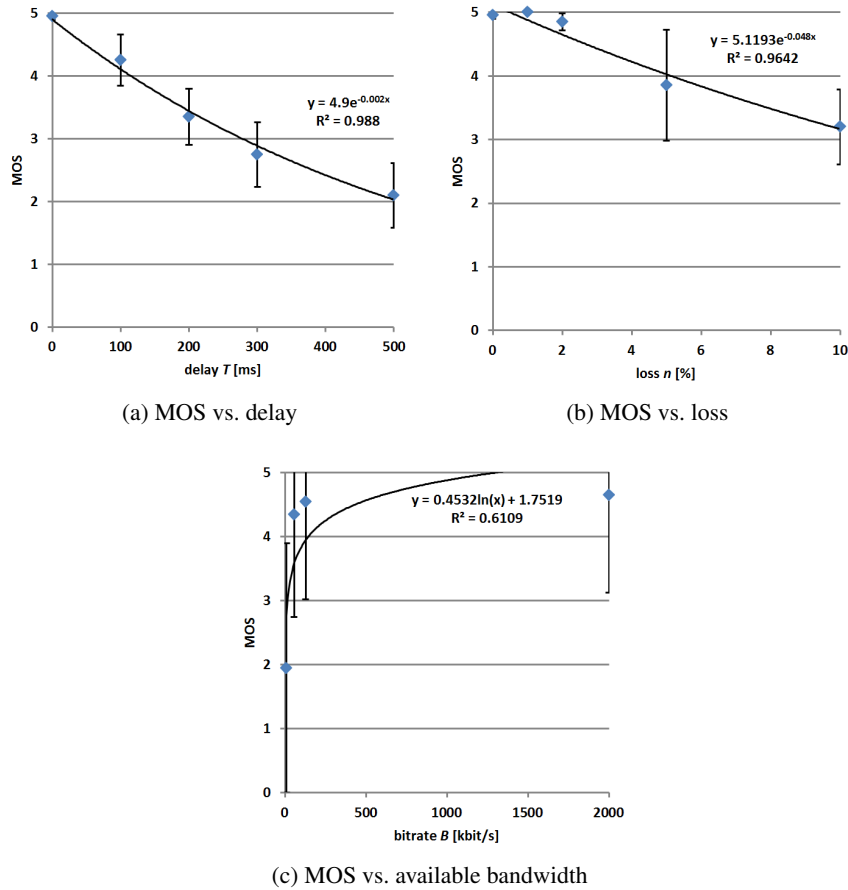 5
4
3
2
1
0
MOS
y = 4.9e^-0.002x
R² = 0.988
0 100 200 300 400 500
delay T [ms]
(a) MOS vs. delay
5
4
3
2
1
0
MOS
y = 5.1193e^-0.048x
R² = 0.9642
0 2 4 6 8 10
loss n [%]
(b) MOS vs. loss
5
4
3
2
1
0
MOS
y = 0.4532ln(x) + 1.7519
R² = 0.6109
0 500 1000 1500 2000
bitrate B [kbit/s]
(c) MOS vs. available bandwidth